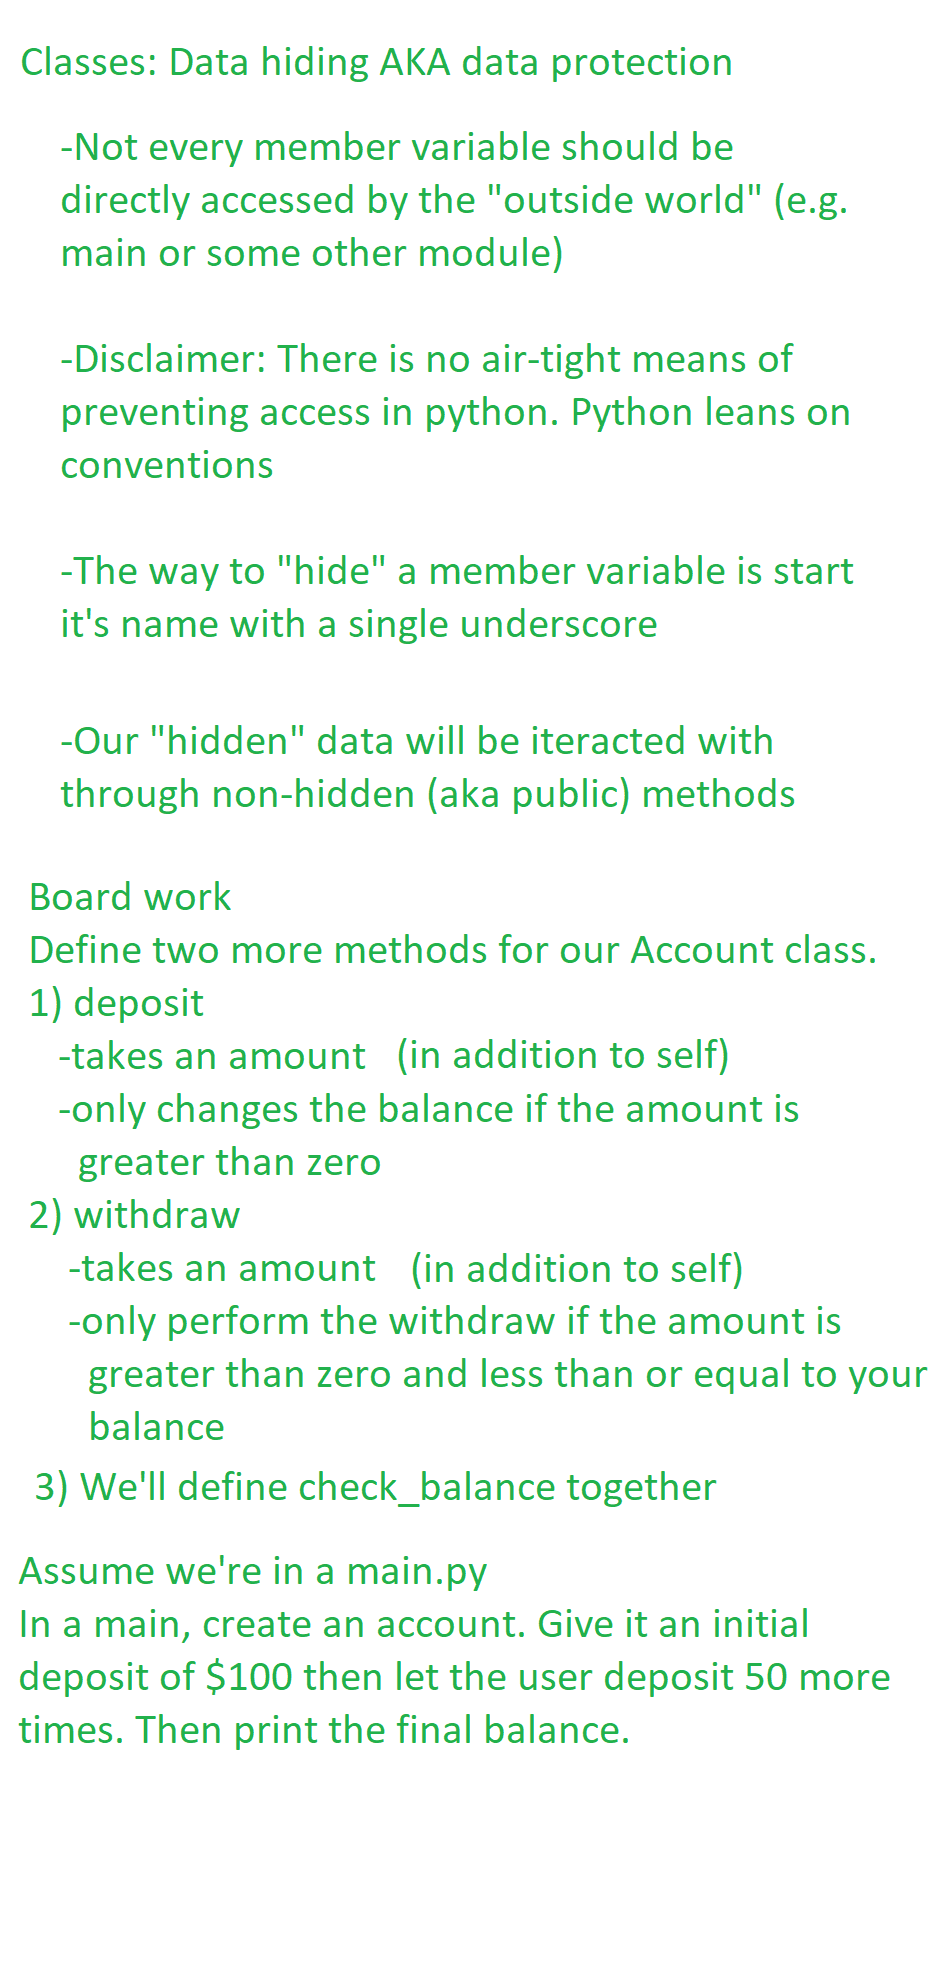 Classes: Data hiding AKA data protection
-Not every member variable should be
directly accessed by the "outside world" (e.g.
main or some other module)
-Disclaimer: There is no air-tight means of
preventing access in python. Python leans on
conventions
-The way to "hide" a member variable is start
it's name with a single underscore
-Our "hidden" data will be iteracted with
through non-hidden (aka public) methods
Board work
Define two more methods for our Account class.
1) deposit
-takes an amount (in addition to self)
-only changes the balance if the amount is
greater than zero
2) withdraw
-takes an amount (in addition to self)
-only perform the withdraw if the amount is
greater than zero and less than or equal to your
balance
3) We'll define check_balance together
Assume we're in a main.py
In a main, create an account. Give it an initial
deposit of $100 then let the user deposit 50 more
times. Then print the final balance.